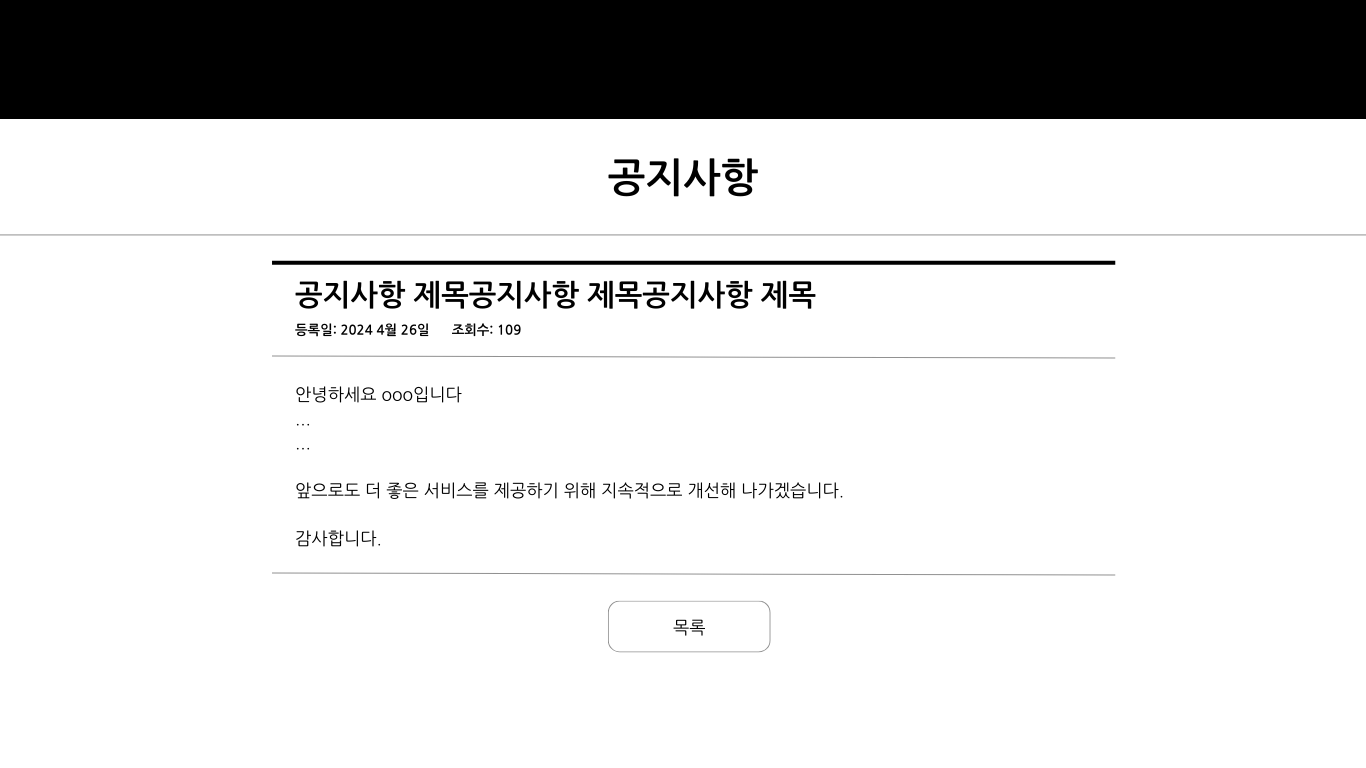 공지사항
공지사항 제목공지사항 제목공지사항 제목
등록일: 2024 4월 26일 조회수: 109
안녕하세요 ooo입니다
...
...
앞으로도 더 좋은 서비스를 제공하기 위해 지속적으로 개선해 나가겠습니다.
감사합니다.
목록